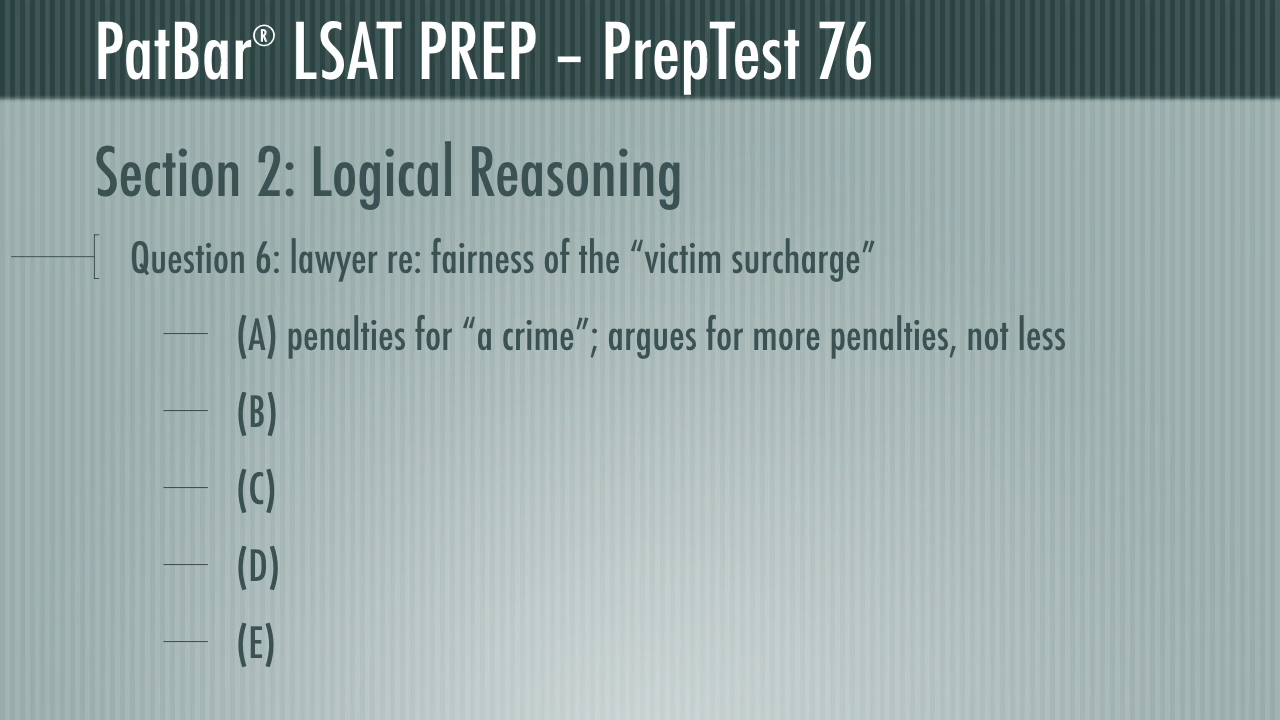 PatBar® LSAT PREP – PrepTest 76
Section 2: Logical Reasoning
Question 6: lawyer re: fairness of the “victim surcharge”
(A) penalties for “a crime”; argues for more penalties, not less
(B)
(C)
(D)
(E)